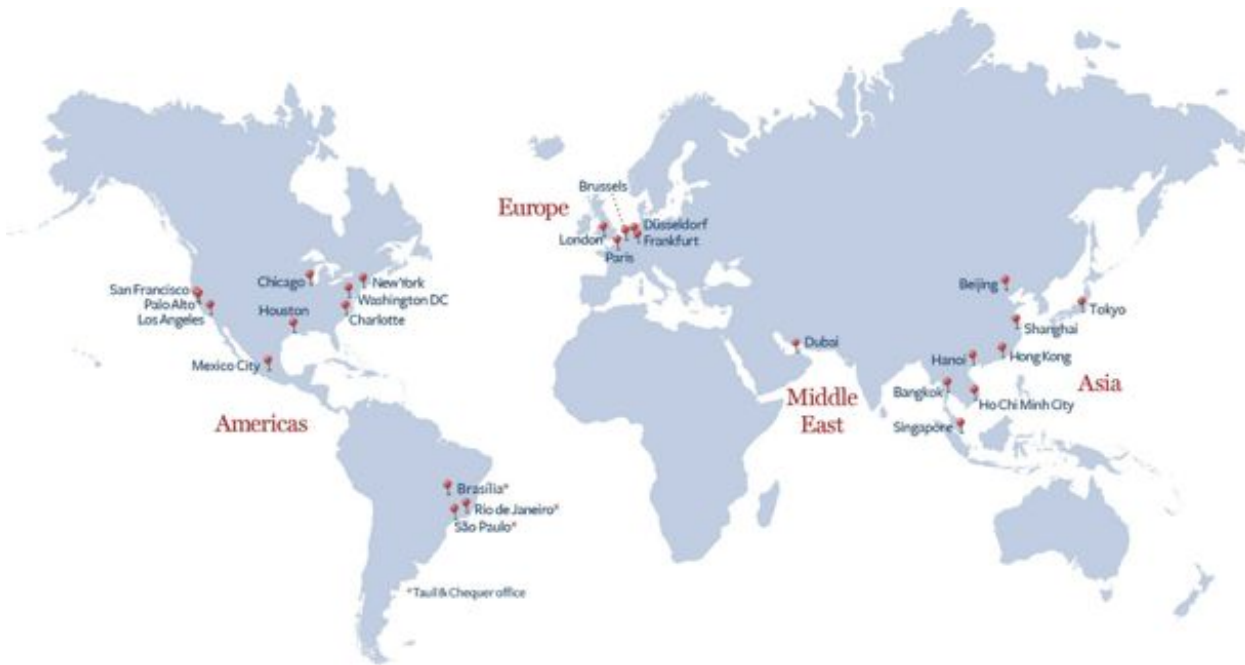 Brussels
Europe
Düsseldorf
London
Frankfurt
Paris
Chicago
New York
San Francisco
Washington DC
Palo Alto*
Houston
Los Angeles
Charlotte
Mexico City
Americas
Beijing
Tokyo
Shanghai
Dubai
Hanoi
Hong Kong
Middle
East
Bangkok
Asia
Ho Chi Minh City
Singapore
Brasília*
Rio de Janeiro*
São Paulo*
*Tauil & Chequer office